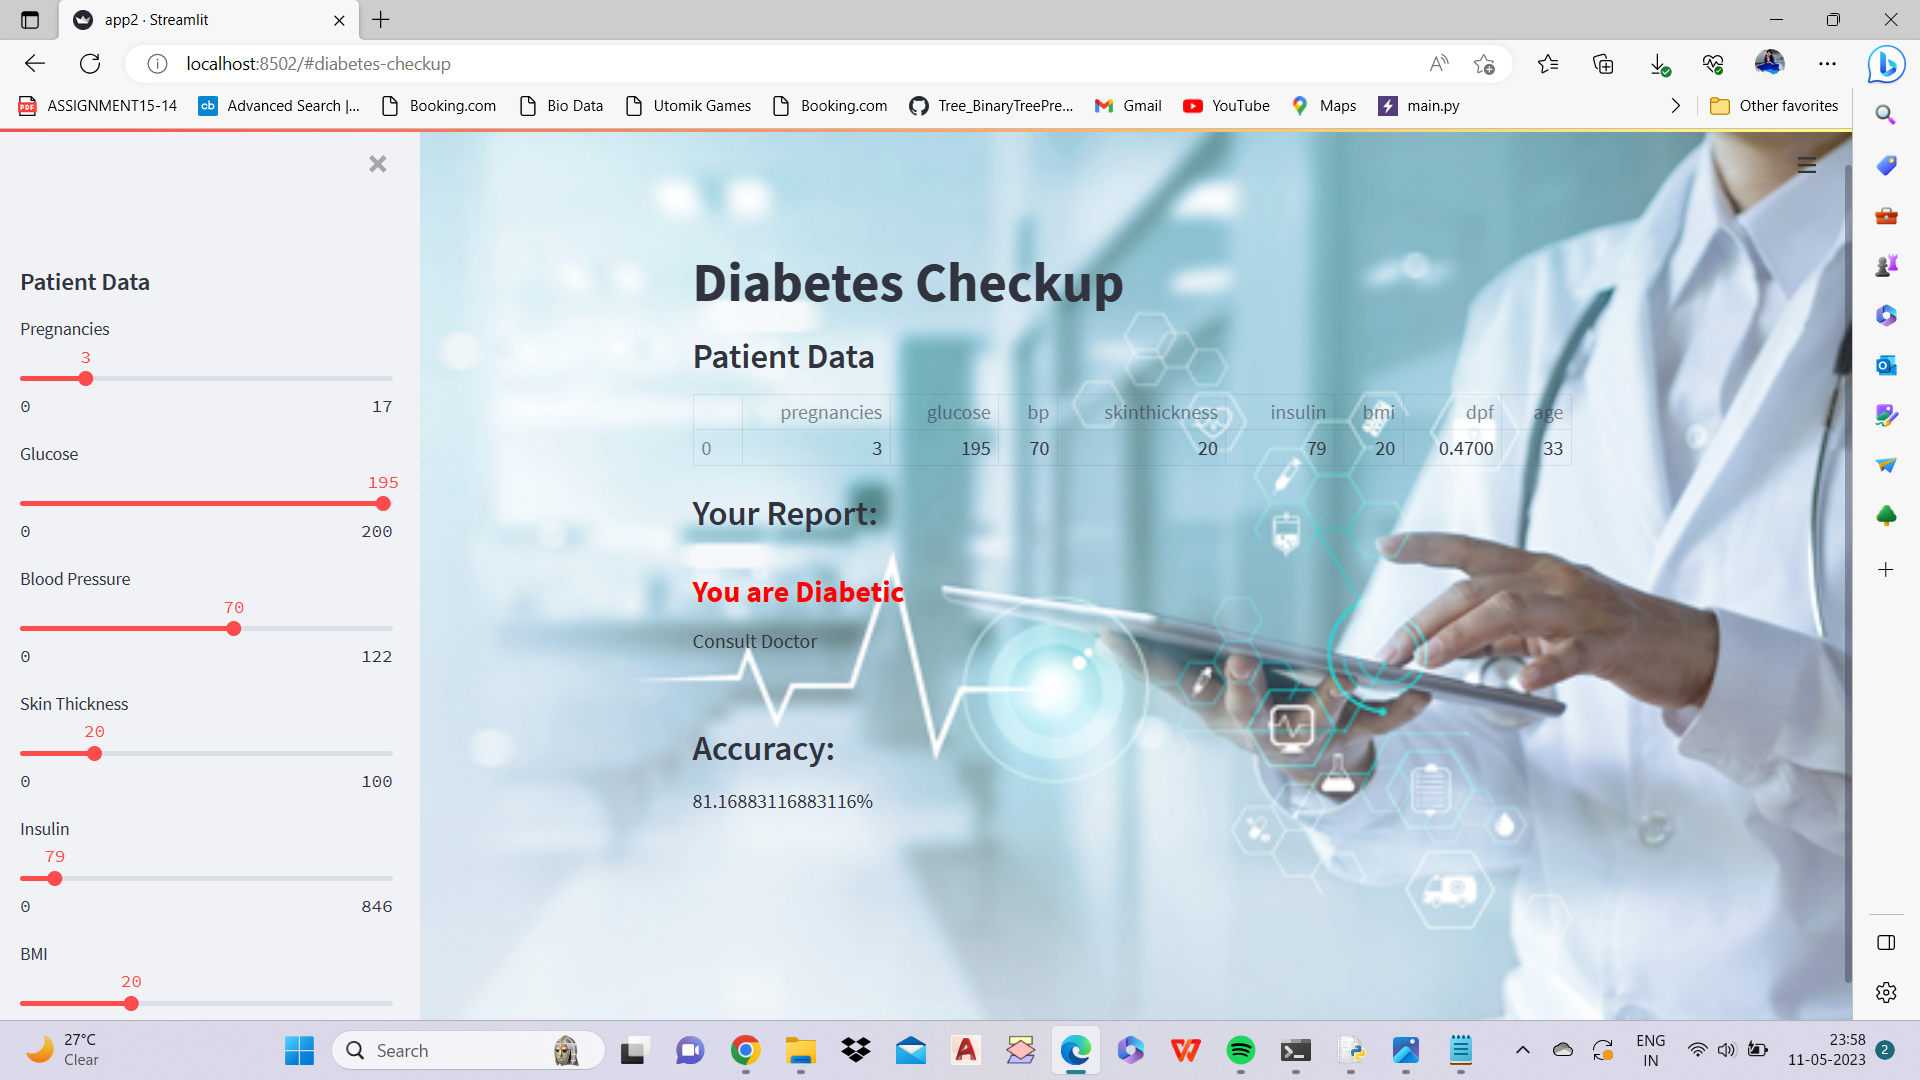 app2 · Streamlit
localhost:8502/#diabetes-checkup
ASSIGNMENT15-14 Advanced Search |... Booking.com Bio Data Utomik Games Booking.com Tree_BinaryTreePre... Gmail YouTube Maps main.py Other favorites
Patient Data
Pregnancies
3
0 17
Glucose
195
0 200
Blood Pressure
70
0 122
Skin Thickness
20
0 100
Insulin
79
0 846
BMI
20
Diabetes Checkup
Patient Data
pregnancies glucose bp skinthickness insulin bmi dpf age
0 3 195 70 20 79 20 0.4700 33
Your Report:
You are Diabetic
Consult Doctor
Accuracy:
81.16883116883116%
27°C
Clear
Search
ENG
IN
23:58
11-05-2023
2